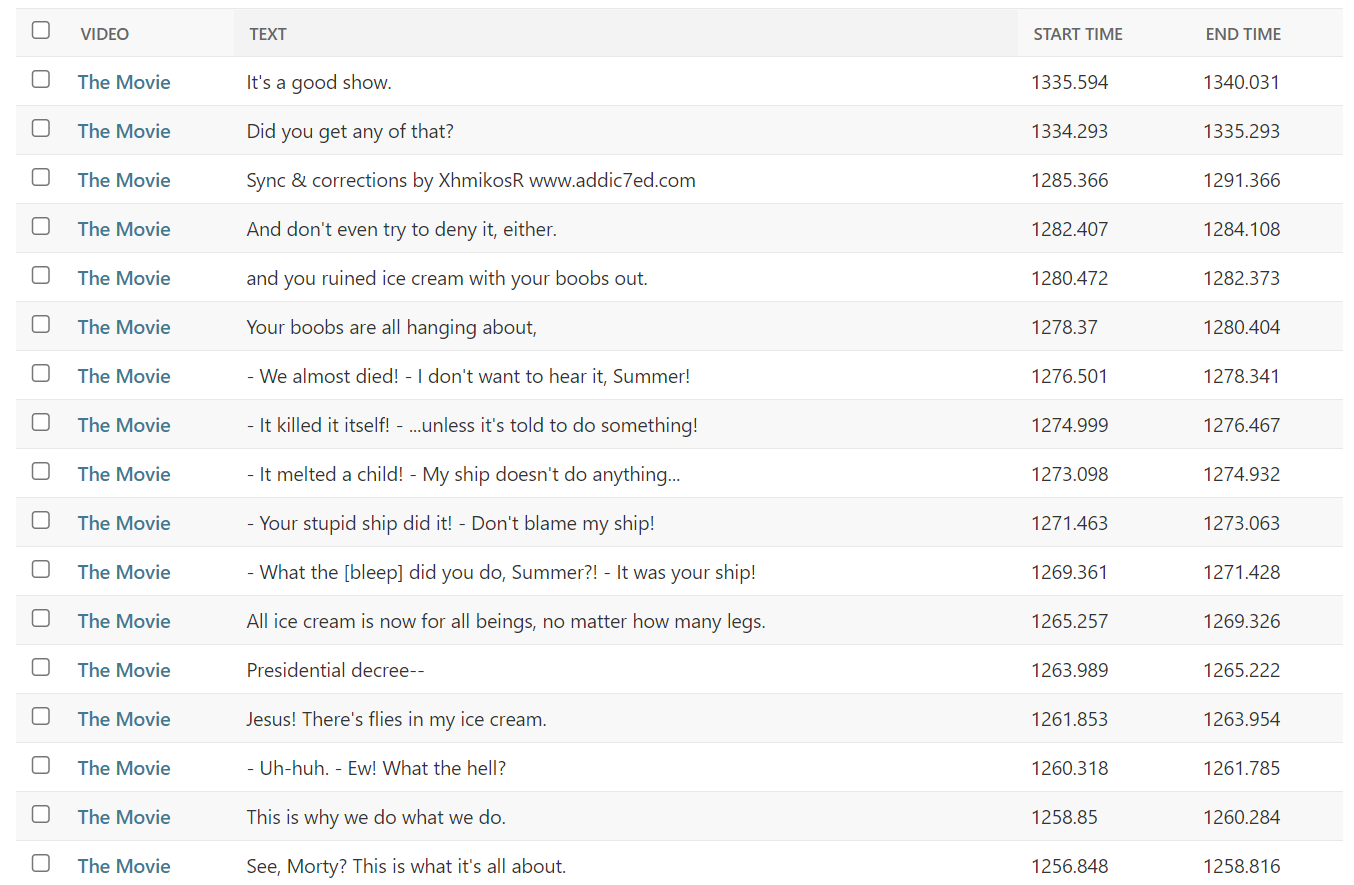 VIDEO TEXT START TIME END TIME
The Movie It's a good show. 1335.594 1340.031
The Movie Did you get any of that? 1334.293 1335.293
The Movie Sync & corrections by XhmikosR www.addic7ed.com 1285.366 1291.366
The Movie And don't even try to deny it, either. 1282.407 1284.108
The Movie and you ruined ice cream with your boobs out. 1280.472 1282.373
The Movie Your boobs are all hanging about, 1278.37 1280.404
The Movie - We almost died! - I don't want to hear it, Summer! 1276.501 1278.341
The Movie - It killed it itself! - ...unless it's told to do something! 1274.999 1276.467
The Movie - It melted a child! - My ship doesn't do anything... 1273.098 1274.932
The Movie - Your stupid ship did it! - Don't blame my ship! 1271.463 1273.063
The Movie - What the [bleep] did you do, Summer?! - It was your ship! 1269.361 1271.428
The Movie All ice cream is now for all beings, no matter how many legs. 1265.257 1269.326
The Movie Presidential decree-- 1263.989 1265.222
The Movie Jesus! There's flies in my ice cream. 1261.853 1263.954
The Movie - Uh-huh. - Ew! What the hell? 1260.318 1261.785
The Movie This is why we do what we do. 1258.85 1260.284
The Movie See, Morty? This is what it's all about. 1256.848 1258.816